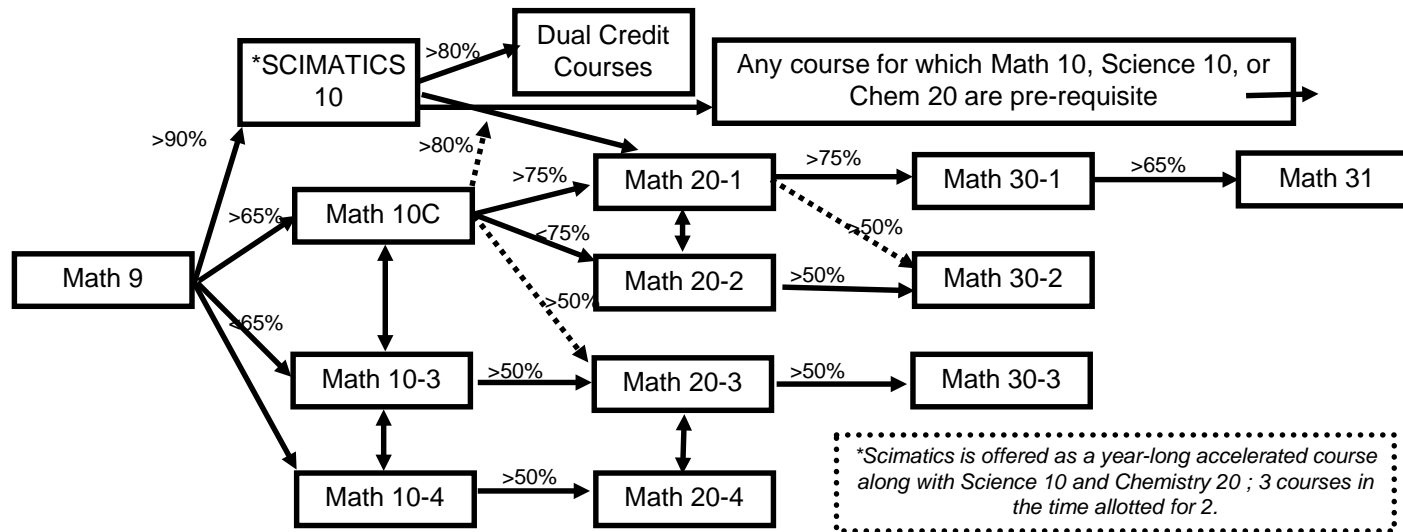 *SCIMATICS
10
>80%
Dual Credit
Courses
Any course for which Math 10, Science 10, or
Chem 20 are pre-requisite
>90%
>80%
Math 9
>65%
Math 10C
>75%
Math 20-1
>75%
Math 30-1
>65%
Math 31
<75%
Math 20-2
>50%
>50%
Math 30-2
<65%
>50%
Math 10-3
>50%
Math 20-3
>50%
Math 30-3
Math 10-4
>50%
Math 20-4
*Scimatics is offered as a year-long accelerated course
along with Science 10 and Chemistry 20 ; 3 courses in
the time allotted for 2.